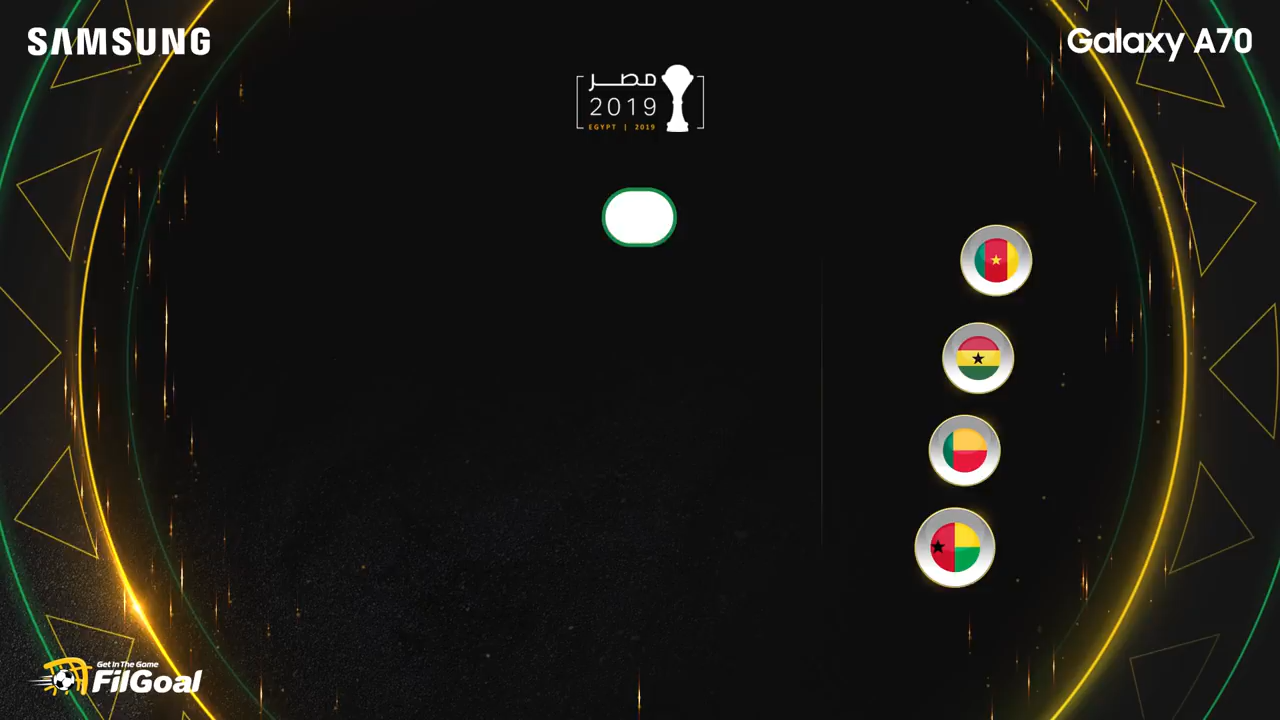 SAMSUNG
Galaxy A70
مصر
2019
EGYPT | 2019
Get In The Game
FilGoal